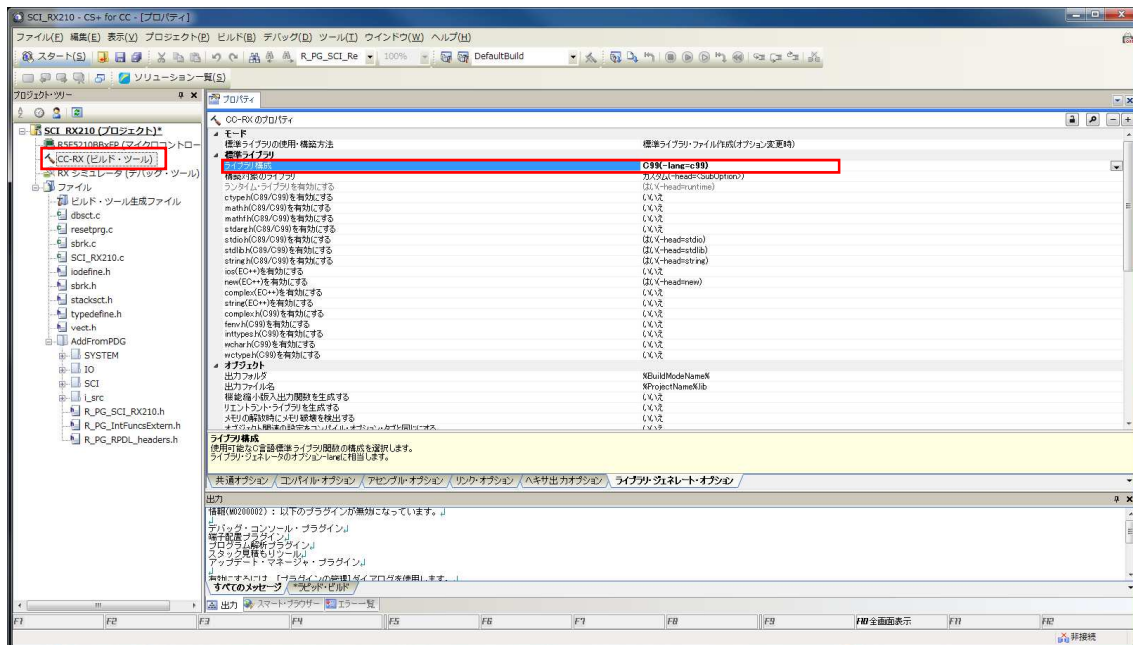 SCI_RX210 - CS+ for CC - [プロパティ]
ファイル(F) 編集(E) 表示(V) プロジェクト(P) ビルド(B) デバッグ(D) ツール(T) ウインドウ(W) ヘルプ(H)
スタート(S) R_PG_SCI_Re 100% DefaultBuild
ソリューション一覧(S)
プロジェクト・ツリー
プロパティ
SCI_RX210 (プロジェクト)*
R5F5210BBxFP (マイクロコントロー
CC-RX (ビルド・ツール)
RX シミュレータ (デバッグ・ツール)
ファイル
ビルド・ツール生成ファイル
dbsct.c
resetprg.c
sbrk.c
SCI_RX210.c
iodefine.h
sbrk.h
stacksct.h
typedefine.h
vect.h
AddFromPDG
SYSTEM
IO
SCI
i_src
R_PG_SCI_RX210.h
R_PG_IntFuncsExtern.h
R_PG_RPDL_headers.h
CC-RX のプロパティ
モード
標準ライブラリの使用・構築方法 標準ライブラリ・ファイル作成(オプション変更時)
標準ライブラリ
ライブラリ構成 C99(-lang=c99)
構築対象のライブラリ カスタム(-head=<SubOption>)
ランタイム・ライブラリを有効にする はい(-head=runtime)
ctype.h(C89/C99)を有効にする いいえ
math.h(C89/C99)を有効にする いいえ
mathf.h(C89/C99)を有効にする いいえ
stdarg.h(C89/C99)を有効にする いいえ
stdio.h(C89/C99)を有効にする はい(-head=stdio)
stdlib.h(C89/C99)を有効にする はい(-head=stdlib)
string.h(C89/C99)を有効にする はい(-head=string)
ios(EC++)を有効にする いいえ
new(EC++)を有効にする はい(-head=new)
complex(EC++)を有効にする いいえ
string(EC++)を有効にする いいえ
complex.h(C99)を有効にする いいえ
fenv.h(C99)を有効にする いいえ
inttypes.h(C99)を有効にする いいえ
wchar.h(C99)を有効にする いいえ
wctype.h(C99)を有効にする いいえ
オブジェクト
出力フォルダ %BuildModeName%
出力ファイル名 %ProjectName%.lib
機能縮小版入出力関数を生成する いいえ
リエントラント・ライブラリを生成する いいえ
メモリの解放時にメモリ破壊を検出する いいえ
オブジェクト関連の設定をコンパイル・オプション・タブと同じにする いいえ
ライブラリ構成
使用可能なC言語標準ライブラリ関数の構成を選択します。
ライブラリ・ジェネレータのオプション-langに相当します。
共通オプション コンパイル・オプション アセンブル・オプション リンク・オプション ヘキサ出力オプション ライブラリ・ジェネレート・オプション
出力
情報(M0200002) : 以下のプラグインが無効になっています。
デバッグ・コンソール・プラグイン
端子配置プラグイン
プログラム解析プラグイン
スタック見積もりツール
アップデート・マネージャ・プラグイン
有効にするには、[プラグインの管理]ダイアログを使用します。
すべてのメッセージ *ラピッド・ビルド
出力 スマート・ブラウザー エラー一覧
F1 F2 F3 F4 F5 F6 F7 F8 F9 F10 全画面表示 F11 F12
非接続